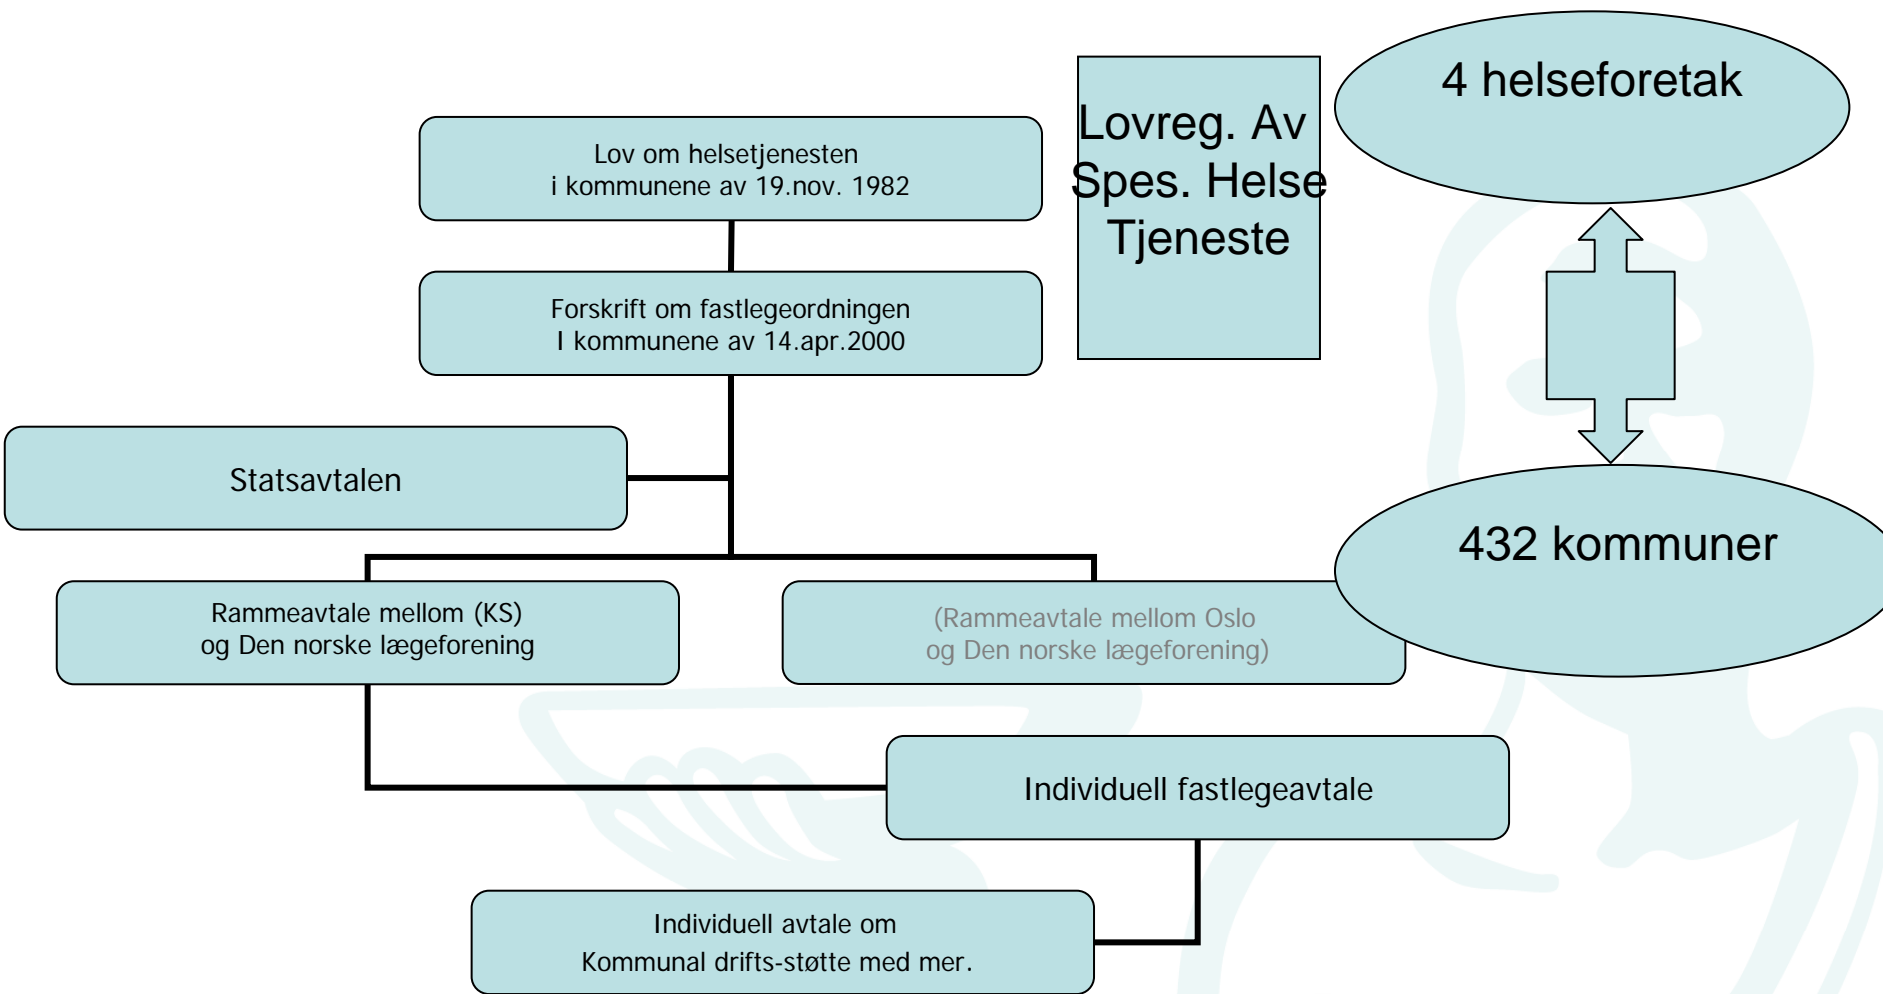 4 helseforetak
Lovreg. Av
Spes. Helse
Tjeneste
Lov om helsetjenesten
i kommunene av 19.nov. 1982
Forskrift om fastlegeordningen
I kommunene av 14.apr.2000
Statsavtalen
432 kommuner
Rammeavtale mellom (KS)
og Den norske lægeforening
(Rammeavtale mellom Oslo
og Den norske lægeforening)
Individuell fastlegeavtale
Individuell avtale om
Kommunal drifts-støtte med mer.